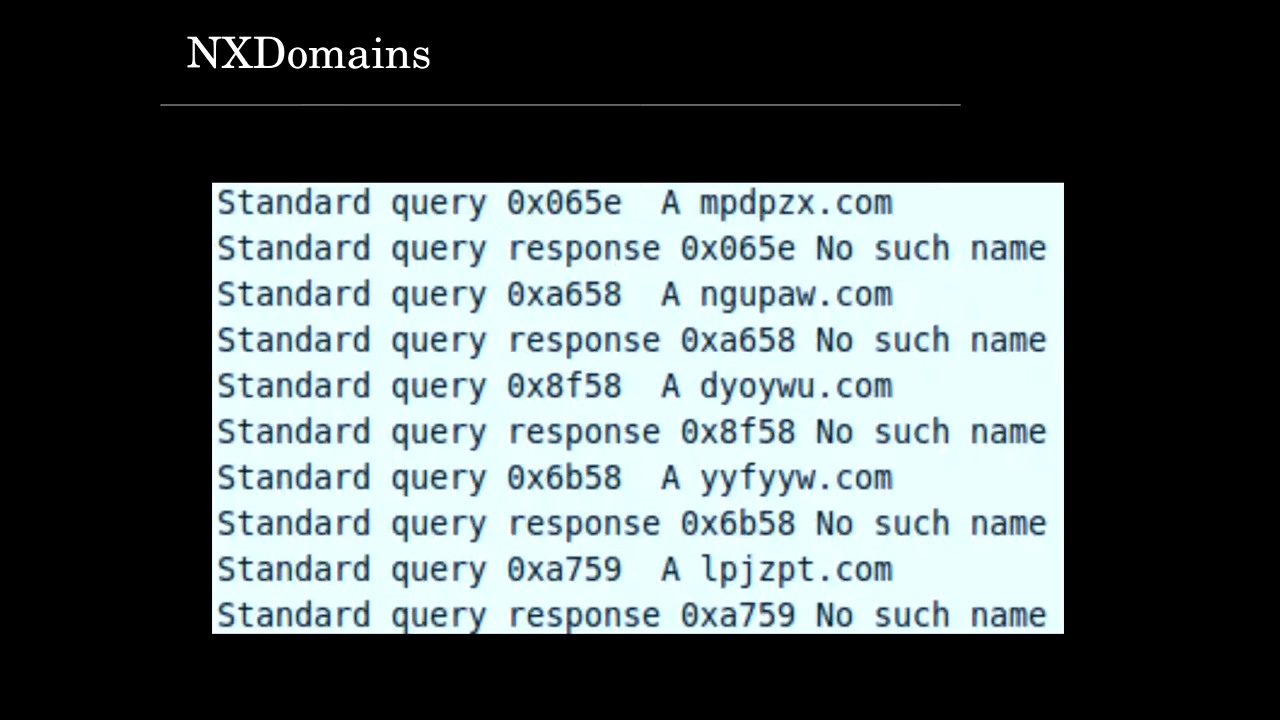 NXDomains
Standard query 0x065e  A mpdpzx.com
Standard query response 0x065e No such name
Standard query 0xa658  A ngupaw.com
Standard query response 0xa658 No such name
Standard query 0x8f58  A dyoywu.com
Standard query response 0x8f58 No such name
Standard query 0x6b58  A yyfyyw.com
Standard query response 0x6b58 No such name
Standard query 0xa759  A lpjzpt.com
Standard query response 0xa759 No such name